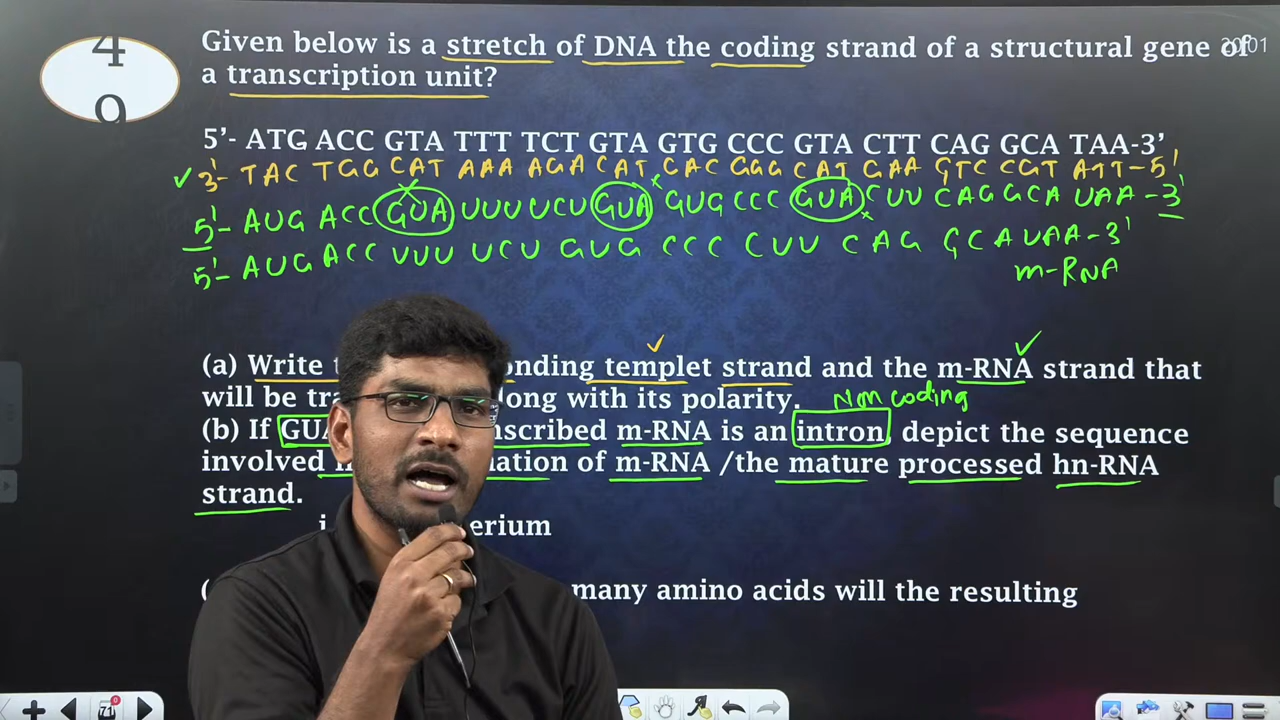 4
9
Given below is a stretch of DNA the coding strand of a structural gene of
a transcription unit?
5'- ATG ACC GTA TTT TCT GTA GTG CCC GTA CTT CAG GCA TAA-3'
✓ 3'- TAC TGG CAT AAA AGA CAT CAC GGG CAT GAA GTC CGT ATT-5'
5'- AUG ACC GUA UUU UCU GUA GUG CCC GUA CUU CAG GCA UAA -3'
5'- AUG ACC UUU UCU GUG CCC CUU CAG GCA UAA-3'
m-RNA
(a) Write onding templet strand and the m-RNA strand that
will be long with its polarity. Non coding
(b) If m-RNA is an intron, depict the sequence
involved of m-RNA /the mature processed hn-RNA
strand.
many amino acids will the resulting
71
0